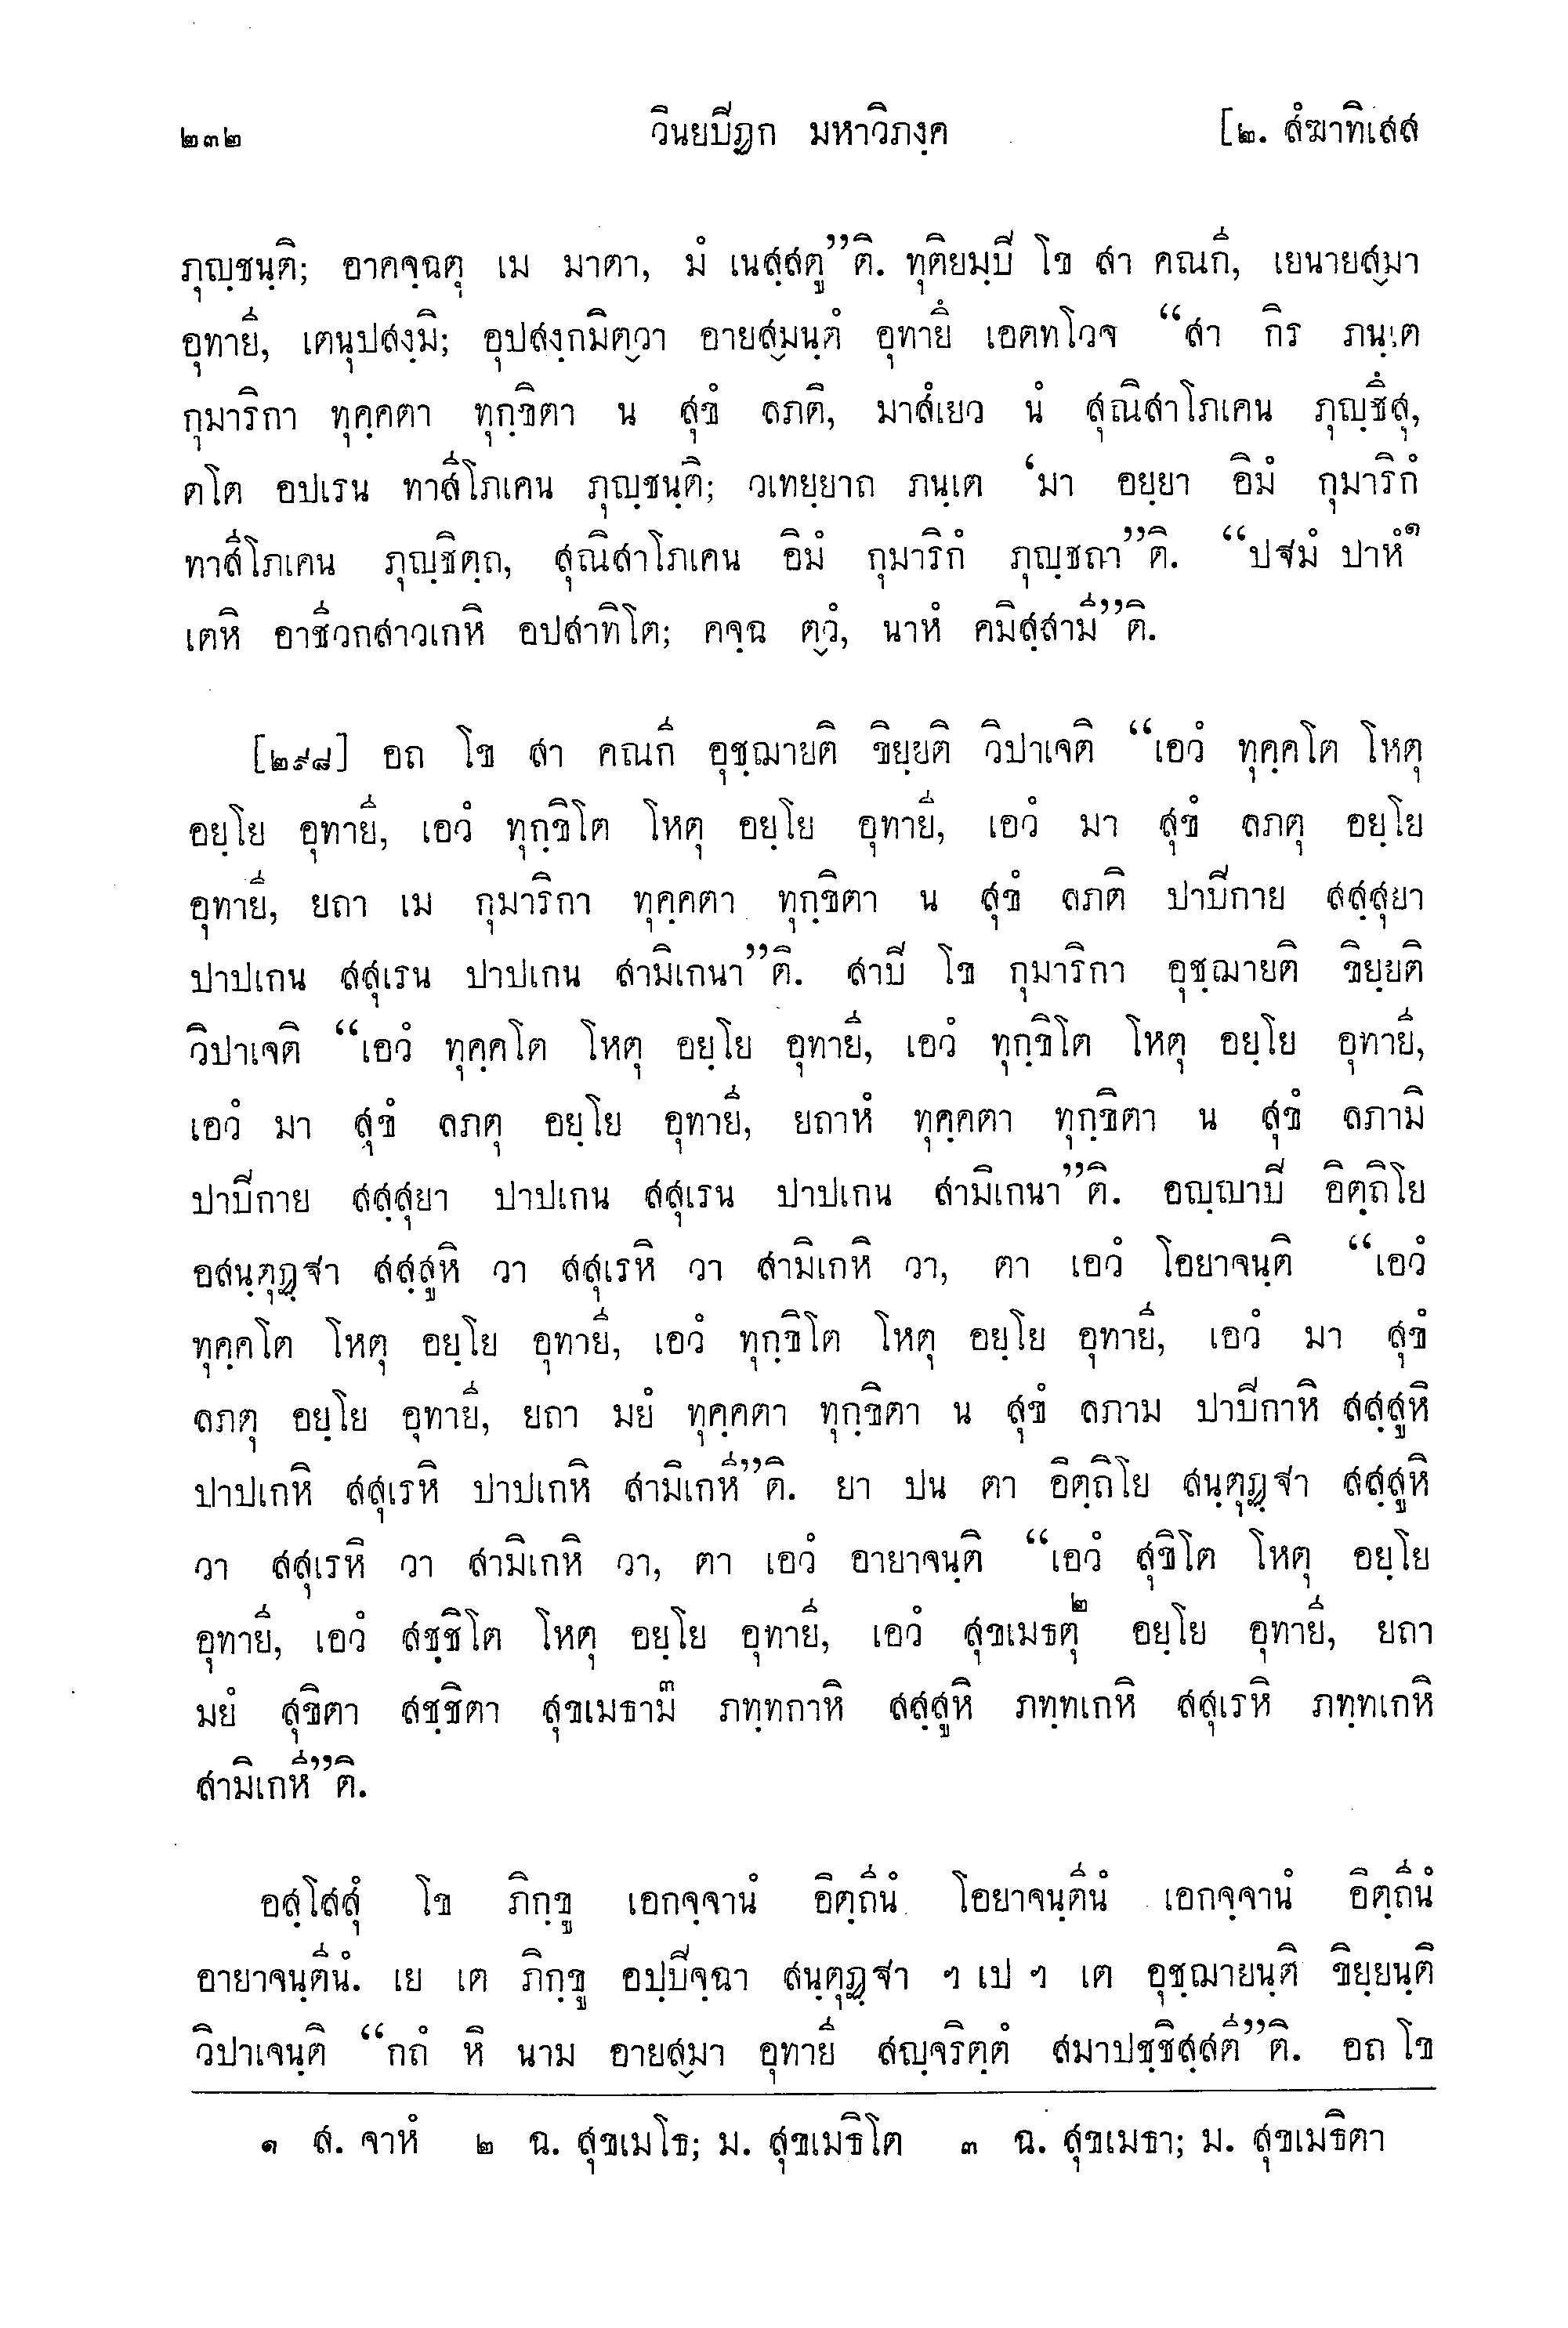 ๒๓๒ วินยปิฏก มหาวิภงฺค [๒. สํฆาทิเสส
ภุญฺชนฺติ; อาคจฺฉตุ เม มาตา, มํ เนสฺสตู”ติ. ทุติยมฺปิ โข สา คณกี, เยนายสฺมา
อุทายี, เตนุปสงฺมิ; อุปสงฺกมิตฺวา อายสฺมนฺตํ อุทายึ เอตทโวจ “สา กิร ภนฺเต
กุมาริกา ทุคฺคตา ทุกฺขิตา น สุขํ ลภติ, มาสํเยว นํ สุณิสาโภเคน ภุญฺชึสุ,
ตโต อปเรน ทาสีโภเคน ภุญฺชนฺติ; วเทยฺยาถ ภนฺเต ‘มา อยฺยา อิมํ กุมาริกํ
ทาสีโภเคน ภุญฺชิตฺถ, สุณิสาโภเคน อิมํ กุมาริกํ ภุญฺชถา”ติ. “ปฐมํ ปาหํ๑
เตหิ อาชีวกสาวเกหิ อปสาทิโต; คจฺฉ ตฺวํ, นาหํ คมิสฺสามี”ติ.
[๒๙๘] อถ โข สา คณกี อุชฺฌายติ ขิยฺยติ วิปาเจติ “เอวํ ทุคฺคโต โหตุ
อยฺโย อุทายี, เอวํ ทุกฺขิโต โหตุ อยฺโย อุทายี, เอวํ มา สุขํ ลภตุ อยฺโย
อุทายี, ยถา เม กุมาริกา ทุคฺคตา ทุกฺขิตา น สุขํ ลภติ ปาปิกาย สสฺสุยา
ปาปเกน สสุเรน ปาปเกน สามิเกนา”ติ. สาปิ โข กุมาริกา อุชฺฌายติ ขิยฺยติ
วิปาเจติ “เอวํ ทุคฺคโต โหตุ อยฺโย อุทายี, เอวํ ทุกฺขิโต โหตุ อยฺโย อุทายี,
เอวํ มา สุขํ ลภตุ อยฺโย อุทายี, ยถาหํ ทุคฺคตา ทุกฺขิตา น สุขํ ลภามิ
ปาปิกาย สสฺสุยา ปาปเกน สสุเรน ปาปเกน สามิเกนา”ติ. อญฺญาปิ อิตฺถิโย
อสนฺตุฏฺฐา สสฺสูหิ วา สสุเรหิ วา สามิเกหิ วา, ตา เอวํ โอยาจนฺติ “เอวํ
ทุคฺคโต โหตุ อยฺโย อุทายี, เอวํ ทุกฺขิโต โหตุ อยฺโย อุทายี, เอวํ มา สุขํ
ลภตุ อยฺโย อุทายี, ยถา มยํ ทุคฺคตา ทุกฺขิตา น สุขํ ลภาม ปาปิกาหิ สสฺสูหิ
ปาปเกหิ สสุเรหิ ปาปเกหิ สามิเกหี”ติ. ยา ปน ตา อิตฺถิโย สนฺตุฏฺฐา สสฺสูหิ
วา สสุเรหิ วา สามิเกหิ วา, ตา เอวํ อายาจนฺติ “เอวํ สุขิโต โหตุ อยฺโย
อุทายี, เอวํ สชฺชิโต โหตุ อยฺโย อุทายี, เอวํ สุขเมธตุ๒ อยฺโย อุทายี, ยถา
มยํ สุขิตา สชฺชิตา สุขเมธาม๓ ภทฺทกาหิ สสฺสูหิ ภทฺทเกหิ สสุเรหิ ภทฺทเกหิ
สามิเกหี”ติ.
อสฺโสสุํ โข ภิกฺขู เอกจฺจานํ อิตฺถีนํ โอยาจนฺตีนํ เอกจฺจานํ อิตฺถีนํ
อายาจนฺตีนํ. เย เต ภิกฺขู อปฺปิจฺฉา สนฺตุฏฺฐา ฯ เป ฯ เต อุชฺฌายนฺติ ขิยฺยนฺติ
วิปาเจนฺติ “กถํ หิ นาม อายสฺมา อุทายี สญฺจริตฺตํ สมาปชฺชิสฺสตี”ติ. อถ โข
๑ ส. จาหํ ๒ ฉ. สุขเมโธ; ม. สุขเมธิโต ๓ ฉ. สุขเมธา; ม. สุขเมธิตา